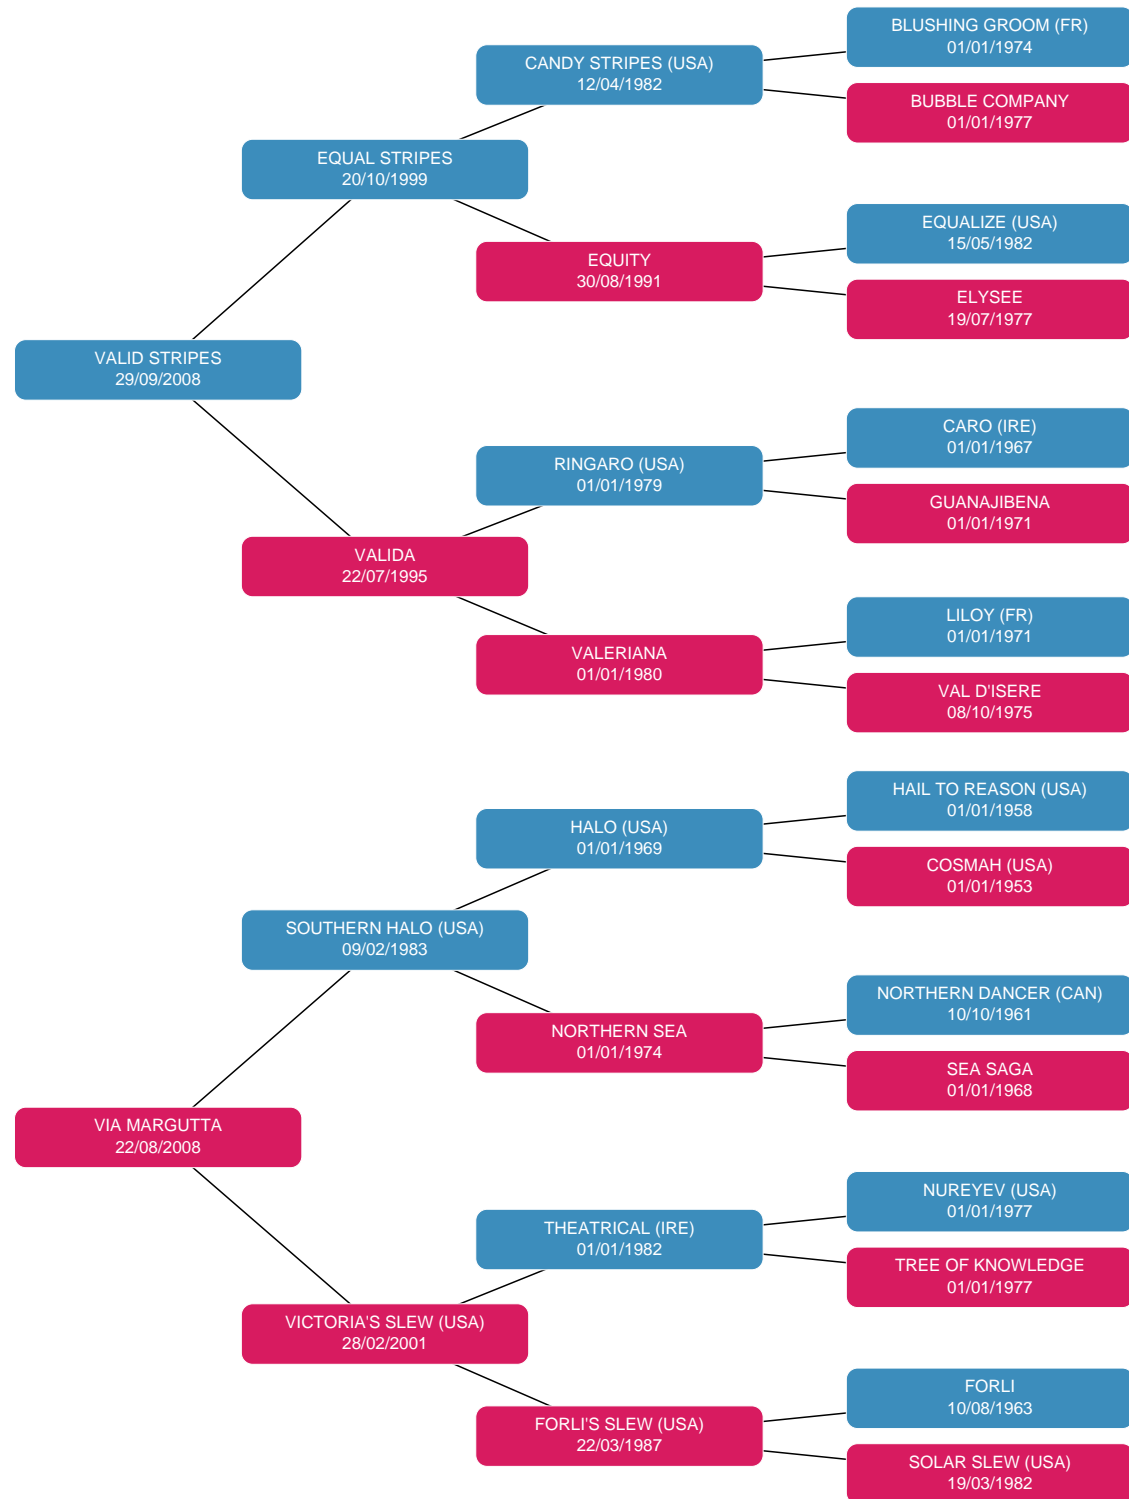 BLUSHING GROOM (FR)
01/01/1974
CANDY STRIPES (USA)
12/04/1982
BUBBLE COMPANY
01/01/1977
EQUAL STRIPES
20/10/1999
EQUALIZE (USA)
15/05/1982
EQUITY
30/08/1991
ELYSEE
19/07/1977
VALID STRIPES
29/09/2008
CARO (IRE)
01/01/1967
RINGARO (USA)
01/01/1979
GUANAJIBENA
01/01/1971
VALIDA
22/07/1995
LILOY (FR)
01/01/1971
VALERIANA
01/01/1980
VAL D'ISERE
08/10/1975
HAIL TO REASON (USA)
01/01/1958
HALO (USA)
01/01/1969
COSMAH (USA)
01/01/1953
SOUTHERN HALO (USA)
09/02/1983
NORTHERN DANCER (CAN)
10/10/1961
NORTHERN SEA
01/01/1974
SEA SAGA
01/01/1968
VIA MARGUTTA
22/08/2008
NUREYEV (USA)
01/01/1977
THEATRICAL (IRE)
01/01/1982
TREE OF KNOWLEDGE
01/01/1977
VICTORIA'S SLEW (USA)
28/02/2001
FORLI
10/08/1963
FORLI'S SLEW (USA)
22/03/1987
SOLAR SLEW (USA)
19/03/1982